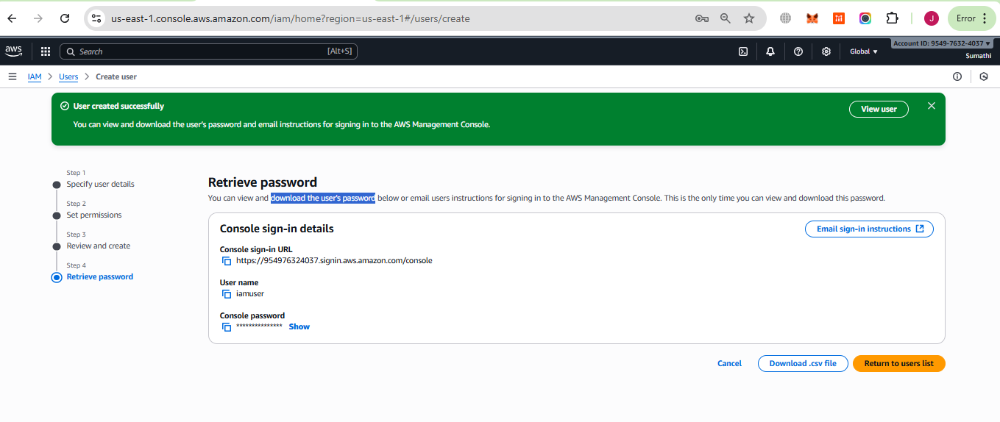 us-east-1.console.aws.amazon.com/iam/home?region=us-east-1#/users/create
J
Error
aws
Search
[Alt+S]
Global
Account ID: 9549-7632-4037
Sumathi
IAM
Users
Create user
User created successfully
You can view and download the user's password and email instructions for signing in to the AWS Management Console.
View user
Step 1
Specify user details
Step 2
Set permissions
Step 3
Review and create
Step 4
Retrieve password
Retrieve password
You can view and download the user's password below or email users instructions for signing in to the AWS Management Console. This is the only time you can view and download this password.
Console sign-in details
Email sign-in instructions
Console sign-in URL
https://954976324037.signin.aws.amazon.com/console
User name
iamuser
Console password
*************** Show
Cancel
Download .csv file
Return to users list